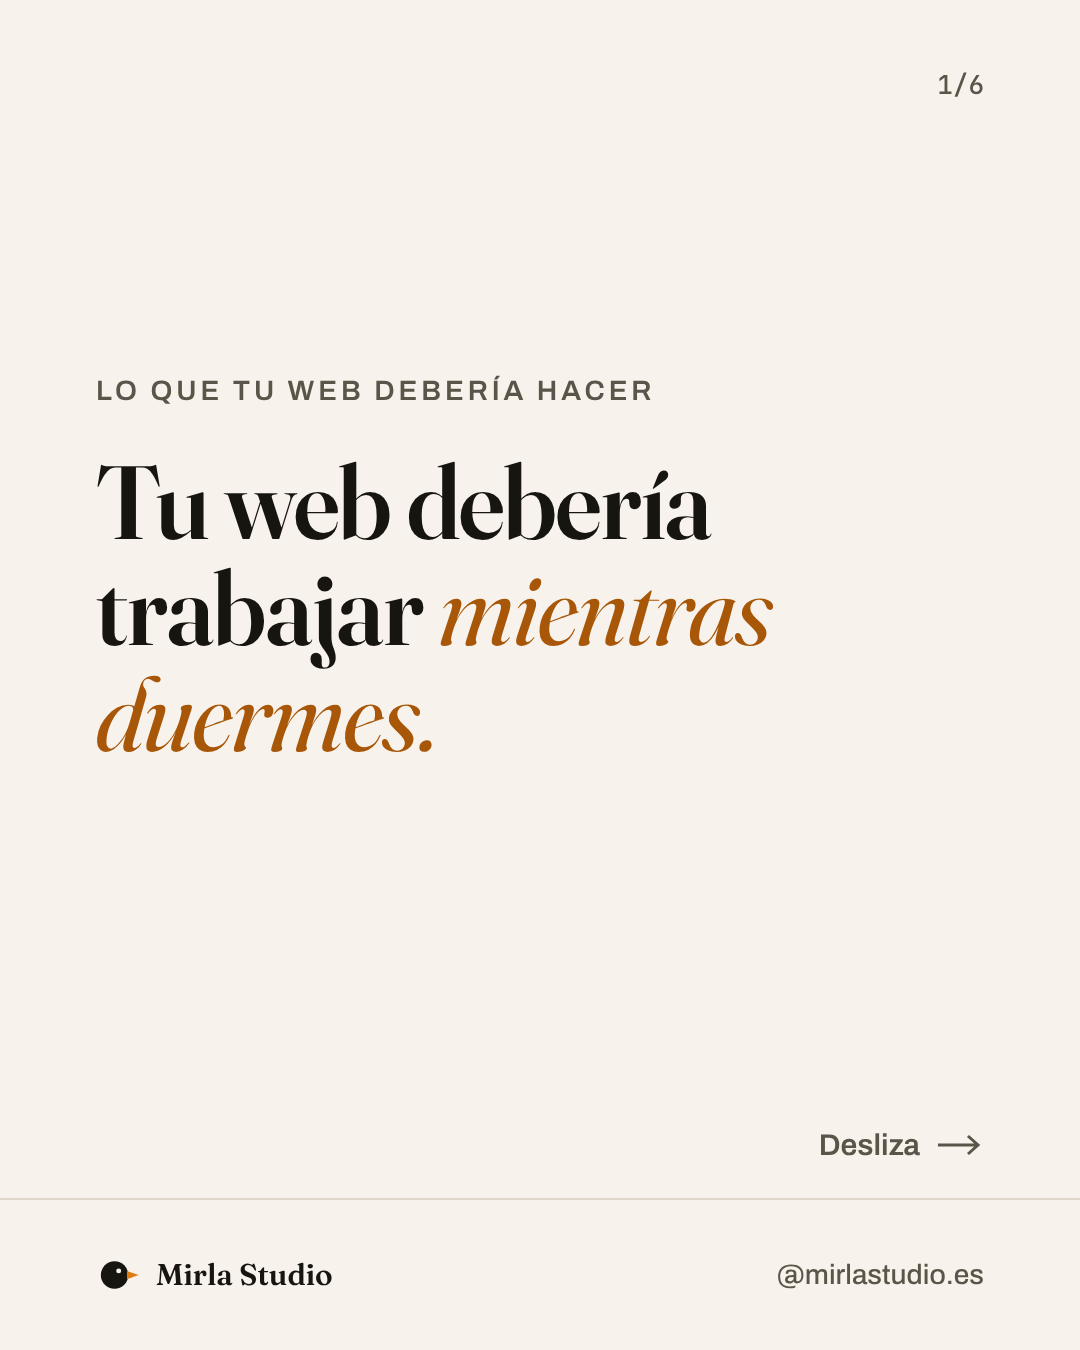 1/6
LO QUE TU WEB DEBERÍA HACER
Tu web debería
trabajar mientras
duermes.
Desliza →
Mirla Studio
@mirlastudio.es